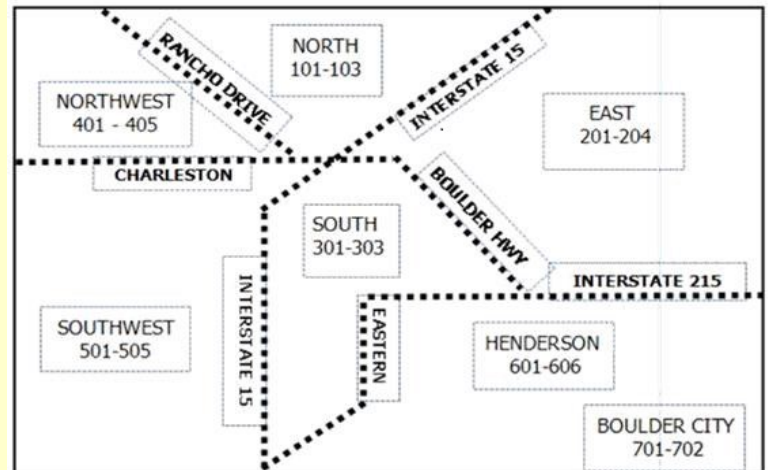 NORTH
101-103
RANCHO DRIVE
INTERSTATE 15
NORTHWEST
401 - 405
EAST
201-204
CHARLESTON
BOULDER HWY
SOUTH
301-303
INTERSTATE 215
INTERSTATE 15
EASTERN
SOUTHWEST
501-505
HENDERSON
601-606
BOULDER CITY
701-702